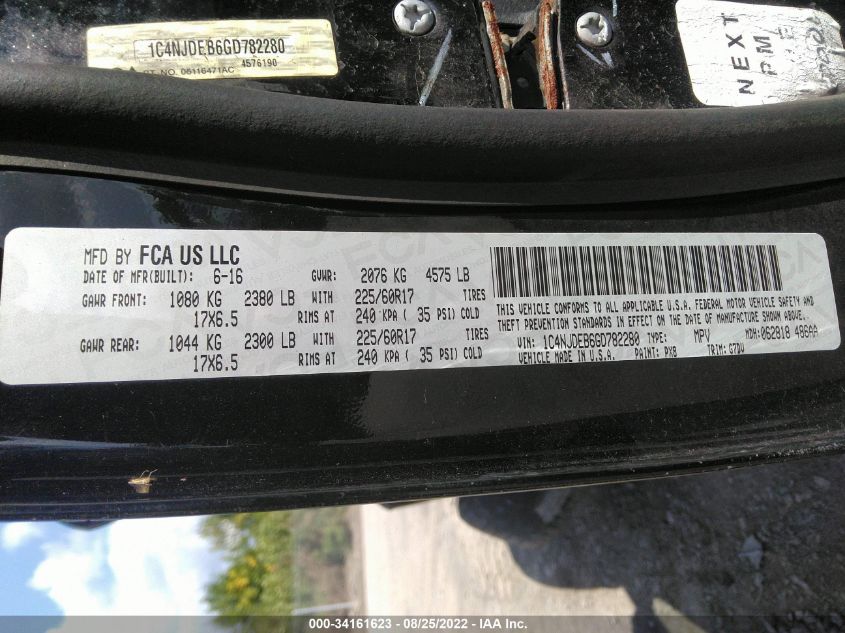 1C4NJDEB6GD782280
4576190
06116471AC
NEXT
PM
MFD BY FCA US LLC
DATE OF MFR(BUILT): 6-16 GVWR: 2076 KG 4575 LB
GAWR FRONT: 1080 KG 2380 LB WITH 225/60R17 TIRES
17X6.5 RIMS AT 240 KPA ( 35 PSI) COLD
GAWR REAR: 1044 KG 2300 LB WITH 225/60R17 TIRES
17X6.5 RIMS AT 240 KPA ( 35 PSI) COLD
THIS VEHICLE CONFORMS TO ALL APPLICABLE U.S.A. FEDERAL MOTOR VEHICLE SAFETY AND
THEFT PREVENTION STANDARDS IN EFFECT ON THE DATE OF MANUFACTURE SHOWN ABOVE.
VIN: 1C4NJDEB6GD782280 TYPE: MPV MDH: 062818 486AA
VEHICLE MADE IN U.S.A. PAINT: PX8 TRIM: G7DV
000-34161623 - 08/25/2022 - IAA Inc.